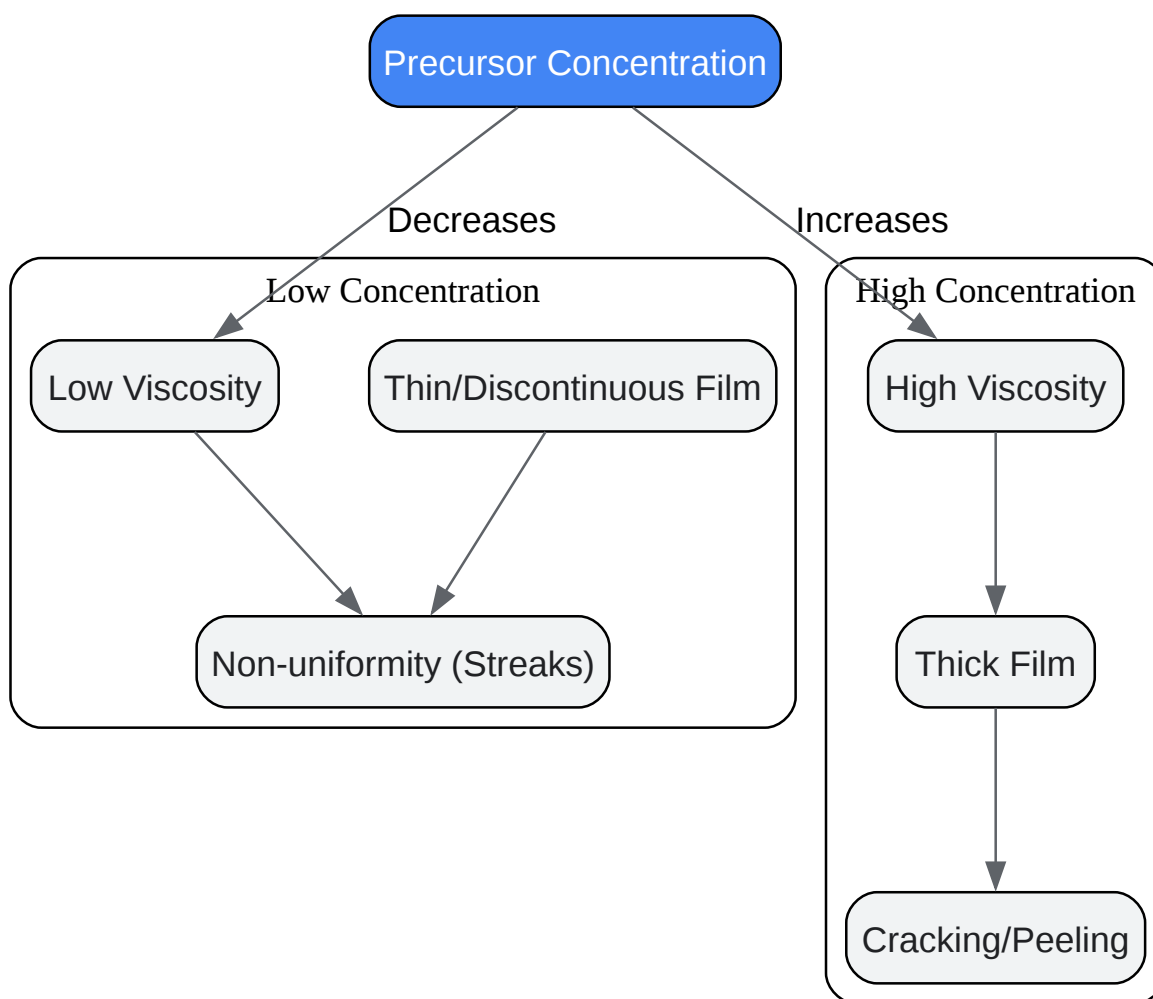 Precursor Concentration
Decreases
Increases
Low Concentration
High Concentration
Low Viscosity
Thin/Discontinuous Film
High Viscosity
Non-uniformity (Streaks)
Thick Film
Cracking/Peeling